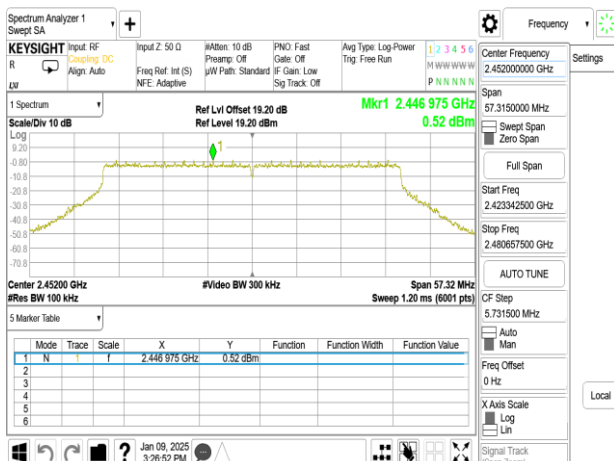 Spectrum Analyzer 1
Swept SA
Frequency
KEYSIGHT
R
Input: RF
Coupling: DC
Align: Auto
Input Z: 50 Ω
Freq Ref: Int (S)
NFE: Adaptive
#Atten: 10 dB
Preamp: Off
µW Path: Standard
PNO: Fast
Gate: Off
IF Gain: Low
Sig Track: Off
Avg Type: Log-Power
Trig: Free Run
1 2 3 4 5 6
M W W W W W
P N N N N N
1 Spectrum
Scale/Div 10 dB
Ref Lvl Offset 19.20 dB
Ref Level 19.20 dBm
Mkr1 2.446 975 GHz
0.52 dBm
Log
9.20
-0.80
-10.8
-20.8
-30.8
-40.8
-50.8
-60.8
-70.8
1
Center 2.45200 GHz
#Res BW 100 kHz
#Video BW 300 kHz
Span 57.32 MHz
Sweep 1.20 ms (6001 pts)
5 Marker Table
Mode Trace Scale X Y Function Function Width Function Value
1 N 1 f 2.446 975 GHz 0.52 dBm
2
3
4
5
6
Jan 09, 2025
3:26:52 PM
Center Frequency
2.452000000 GHz
Settings
Span
57.3150000 MHz
Swept Span
Zero Span
Full Span
Start Freq
2.423342500 GHz
Stop Freq
2.480657500 GHz
AUTO TUNE
CF Step
5.731500 MHz
Auto
Man
Freq Offset
0 Hz
X Axis Scale
Log
Lin
Local
Signal Track